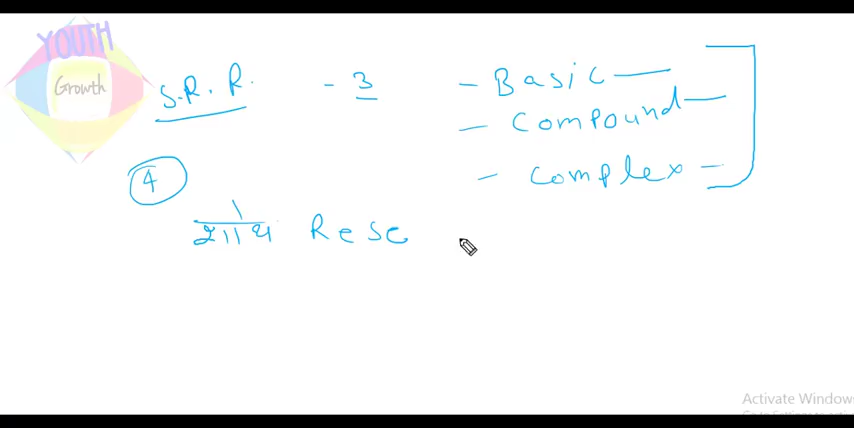 YOUTH
Growth
S.R.R. - 3 - Basic
- Compound
- Complex -
4
Rese
Activate Windows